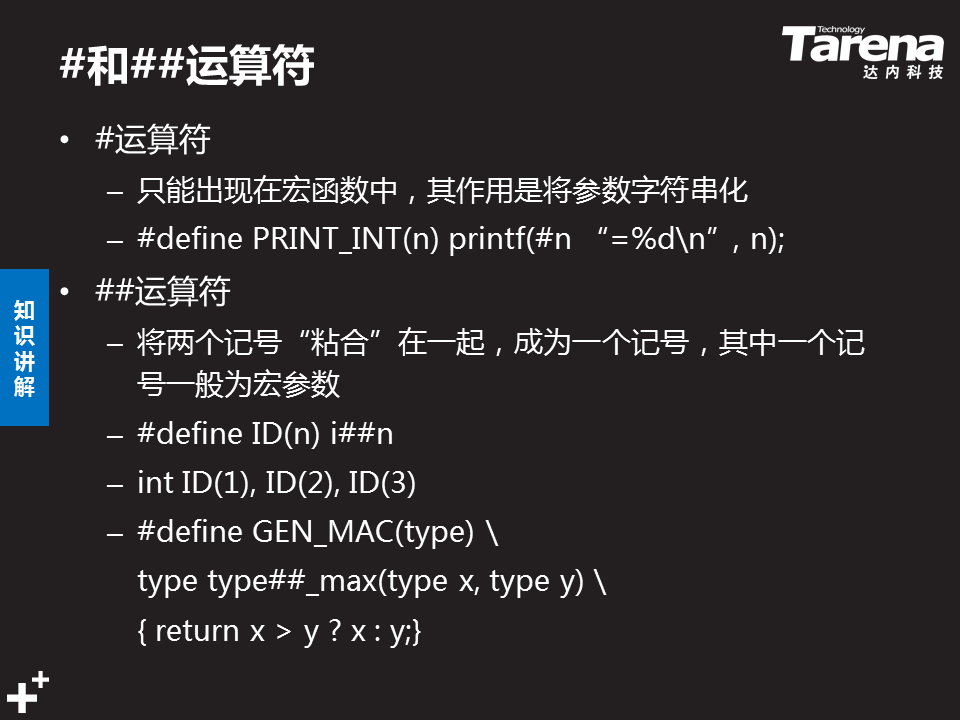 #和##运算符
Technology
Tarena
达内科技
• #运算符
– 只能出现在宏函数中，其作用是将参数字符串化
– #define PRINT_INT(n) printf(#n “=%d\n”, n);
• ##运算符
– 将两个记号“粘合”在一起，成为一个记号，其中一个记
号一般为宏参数
– #define ID(n) i##n
– int ID(1), ID(2), ID(3)
– #define GEN_MAC(type) \
type type##_max(type x, type y) \
{ return x > y ? x : y;}
知
识
讲
解